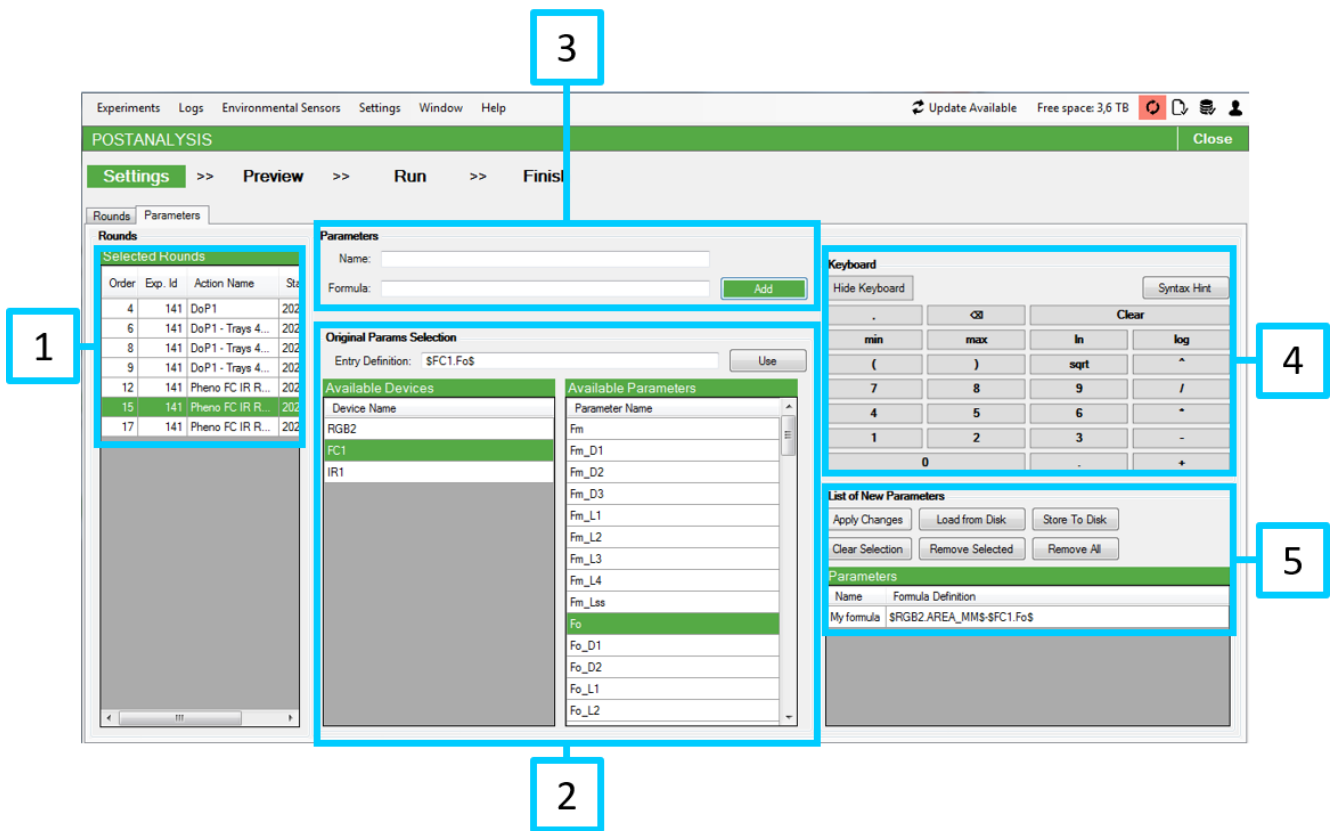 3
Experiments Logs Environmental Sensors Settings Window Help Update Available Free space: 3,6 TB
POSTANALYSIS Close
Settings >> Preview >> Run >> Finish
Rounds Parameters
Rounds
Selected Rounds
Order Exp. Id Action Name Sta
4 141 DoP1 202
6 141 DoP1 - Trays 4... 202
8 141 DoP1 - Trays 4... 202
9 141 DoP1 - Trays 4... 202
12 141 Pheno FC IR R... 202
15 141 Pheno FC IR R... 202
17 141 Pheno FC IR R... 202
1
Parameters
Name:
Formula: Add
Original Params Selection
Entry Definition: $FC1.Fo$ Use
Available Devices
Device Name
RGB2
FC1
IR1
Available Parameters
Parameter Name
Fm
Fm_D1
Fm_D2
Fm_D3
Fm_L1
Fm_L2
Fm_L3
Fm_L4
Fm_Lss
Fo
Fo_D1
Fo_D2
Fo_L1
Fo_L2
2
Keyboard
Hide Keyboard Syntax Hint
. ⌫ Clear
min max ln log
( ) sqrt ^
7 8 9 /
4 5 6 *
1 2 3 -
0 . +
4
List of New Parameters
Apply Changes Load from Disk Store To Disk
Clear Selection Remove Selected Remove All
Parameters
Name Formula Definition
My formula $RGB2.AREA_MM$-$FC1.Fo$
5